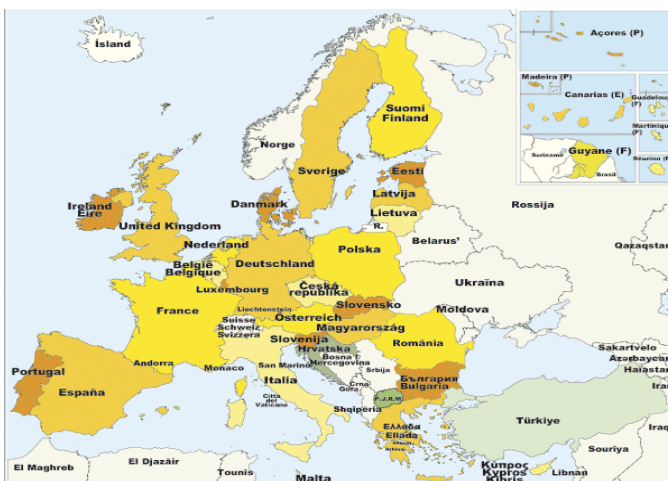 Ísland
Açores (P)
Madeira (P)
Canarias (E)
Guadeloupe
(F)
Martinique
(F)
Guyane (F)
Suriname
Brasil
Réunion (F)
Suomi
Finland
Norge
Sverige
Eesti
Rossija
Latvija
Danmark
Lietuva
R.
Ireland
Éire
United Kingdom
Belarus'
Nederland
Polska
Qazaqstan
België
Belgique
Deutschland
Ukraïna
Luxembourg
Česká
republika
Slovensko
Moldova
France
Liechtenstein
Österreich
Suisse
Schweiz
Svizzera
Magyarország
Slovenija
Hrvatska
România
Sakartvelo
Azərbaycan
Haiastan
Andorra
Monaco
San Marino
Bosna i
Hercegovina
Srbija
Portugal
España
Italia
Crna
Gora
България
Bulgaria
Città
del
Vaticano
P.J.R.M.
Shqipëria
Türkiye
Ελλάδα
Ellada
Κύπρος
Kypros
Kibris
Souriya
Libnan
El Maghreb
El Djazáir
Tounis
Malta